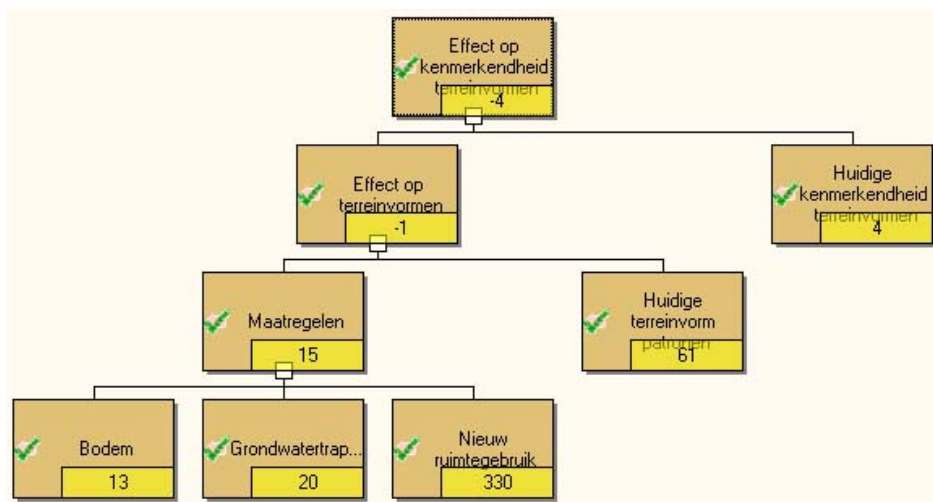 Effect op
kenmerkendheid
terreinvormen
-4
Effect op
terreinvormen
-1
Huidige
kenmerkendheid
terreinvormen
4
Maatregelen
15
Huidige
terreinvorm
patronen
61
Bodem
13
Grondwatertrap...
20
Nieuw
ruimtegebruik
330